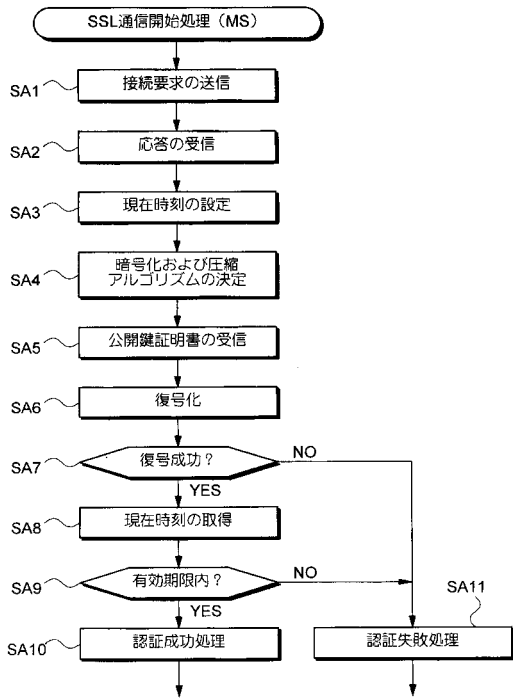 SSL通信開始処理（MS）
SA1
接続要求の送信
SA2
応答の受信
SA3
現在時刻の設定
SA4
暗号化および圧縮
アルゴリズムの決定
SA5
公開鍵証明書の受信
SA6
復号化
SA7
復号成功？
NO
YES
SA8
現在時刻の取得
SA9
有効期限内？
NO
YES
SA10
認証成功処理
SA11
認証失敗処理